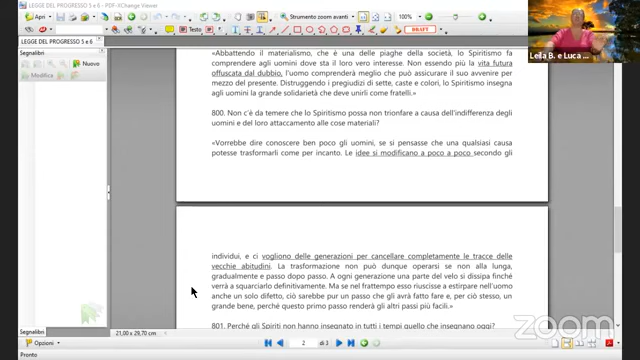 LEGGE DEL PROGRESSO 5 e 6 - PDF-XChange Viewer
Apri
Strumento zoom avanti
100%
Testo
DRAFT
LEGGE DEL PROGRESSO 5 e 6
Segnalibri
Nuovo
Modifica
Leila B. e Luca ...
«Abbattendo il materialismo, che è una delle piaghe della società, lo Spiritismo fa
comprendere agli uomini dove sta il loro vero interesse. Non essendo più la vita futura
offuscata dal dubbio, l'uomo comprenderà meglio che può assicurare il suo avvenire per
mezzo del presente. Distruggendo i pregiudizi di sette, caste e colori, lo Spiritismo insegna
agli uomini la grande solidarietà che deve unirli come fratelli.»
800. Non c'è da temere che lo Spiritismo possa non trionfare a causa dell'indifferenza degli
uomini e del loro attaccamento alle cose materiali?
«Vorrebbe dire conoscere ben poco gli uomini, se si pensasse che una qualsiasi causa
potesse trasformarli come per incanto. Le idee si modificano a poco a poco secondo gli
individui, e ci vogliono delle generazioni per cancellare completamente le tracce delle
vecchie abitudini. La trasformazione non può dunque operarsi se non alla lunga,
gradualmente e passo dopo passo. A ogni generazione una parte del velo si dissipa finché
verrà a squarciarlo definitivamente. Ma se nel frattempo esso riuscisse a estirpare nell'uomo
anche un solo difetto, ciò sarebbe pur un passo che gli avrà fatto fare e, per ciò stesso, un
grande bene, perché questo primo passo renderà gli altri passi più facili.»
801. Perché gli Spiriti non hanno insegnato in tutti i tempi quello che insegnano oggi?
Segnalibri
21,00 x 29,70 cm
Opzioni
2
di 3
Pronto
zoom